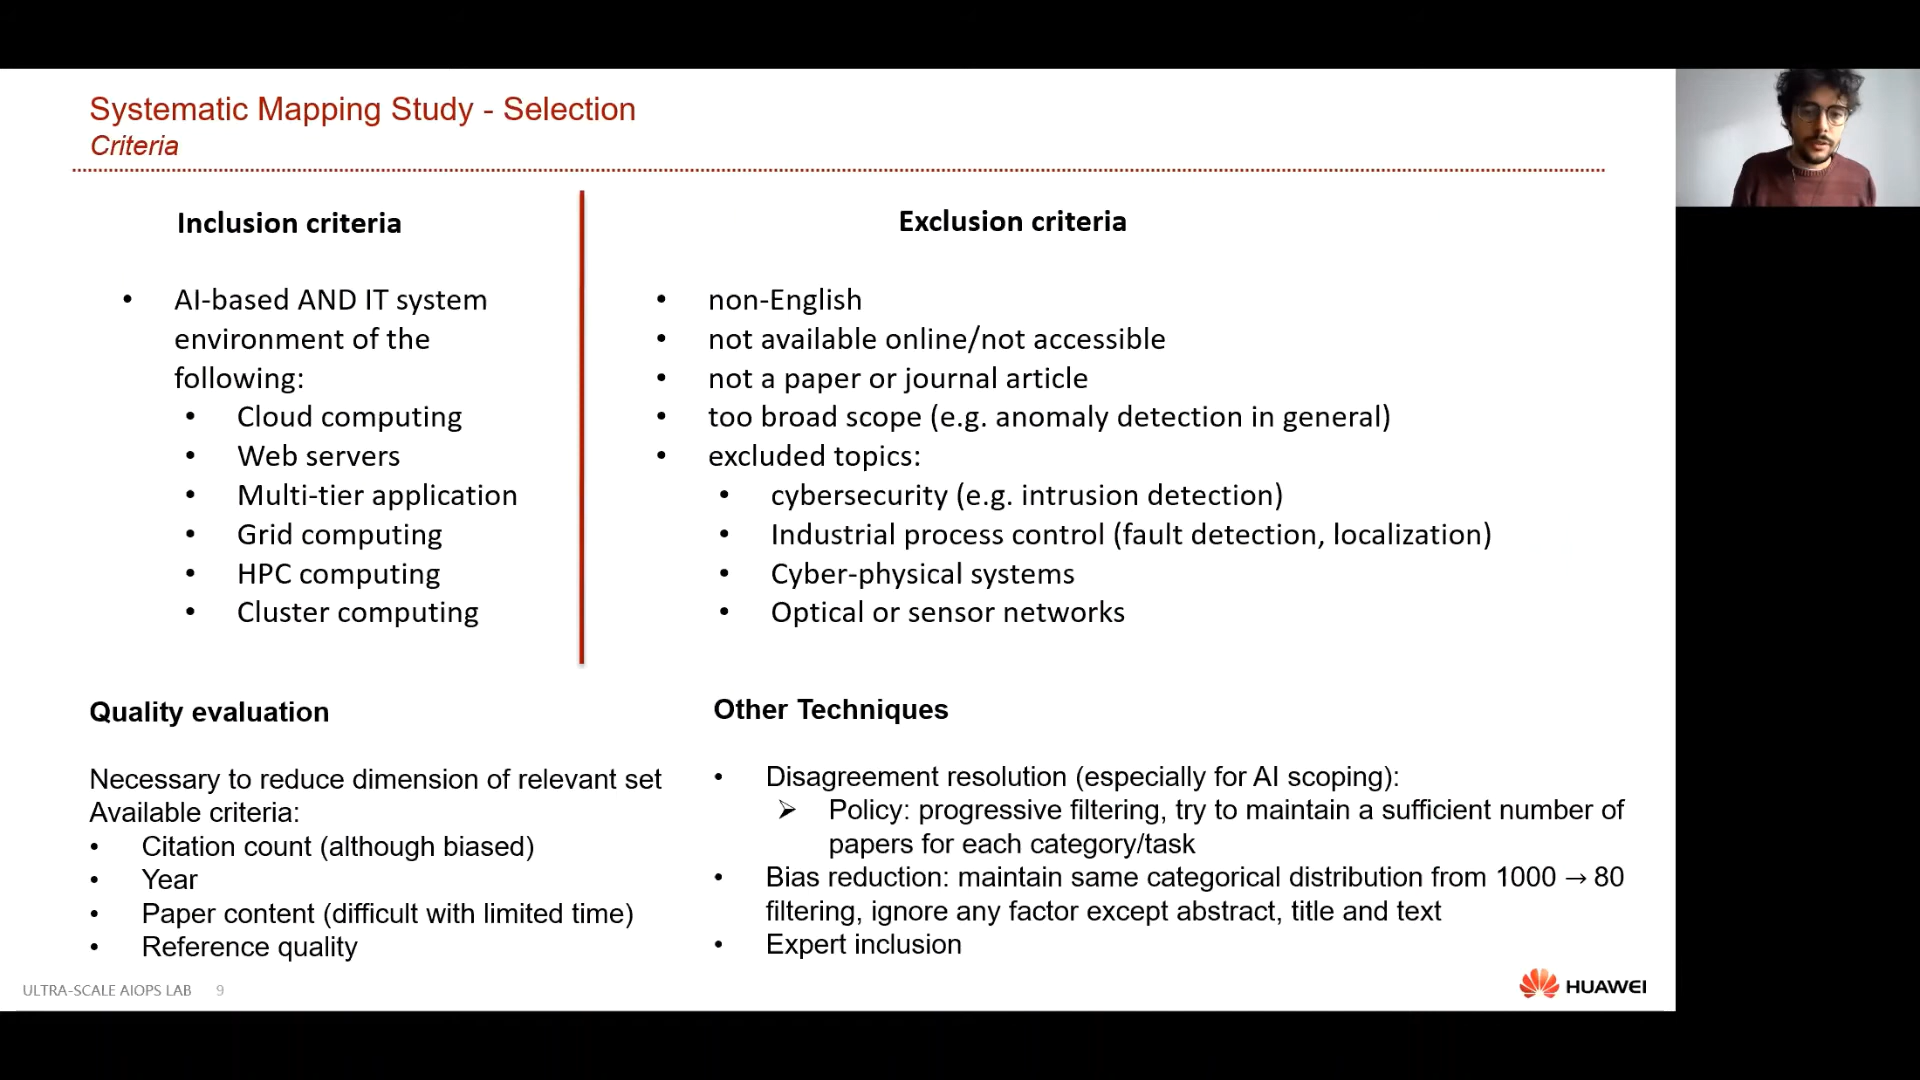 Systematic Mapping Study - Selection
Criteria
Inclusion criteria
• AI-based AND IT system
environment of the
following:
• Cloud computing
• Web servers
• Multi-tier application
• Grid computing
• HPC computing
• Cluster computing
Exclusion criteria
• non-English
• not available online/not accessible
• not a paper or journal article
• too broad scope (e.g. anomaly detection in general)
• excluded topics:
• cybersecurity (e.g. intrusion detection)
• Industrial process control (fault detection, localization)
• Cyber-physical systems
• Optical or sensor networks
Quality evaluation
Necessary to reduce dimension of relevant set
Available criteria:
• Citation count (although biased)
• Year
• Paper content (difficult with limited time)
• Reference quality
Other Techniques
• Disagreement resolution (especially for AI scoping):
➢ Policy: progressive filtering, try to maintain a sufficient number of
papers for each category/task
• Bias reduction: maintain same categorical distribution from 1000 → 80
filtering, ignore any factor except abstract, title and text
• Expert inclusion
ULTRA-SCALE AIOPS LAB 9
HUAWEI